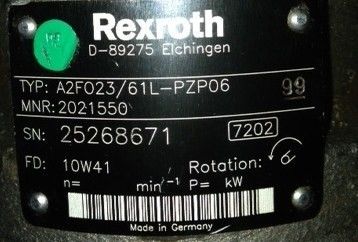 Rexroth
D-89275 Elchingen
TYP: A2FO23/61L-PZP06 99
MNR: 2021550
SN: 25268671 7202
FD: 10W41 Rotation:
n= min⁻¹ P= kW
Made in Germany